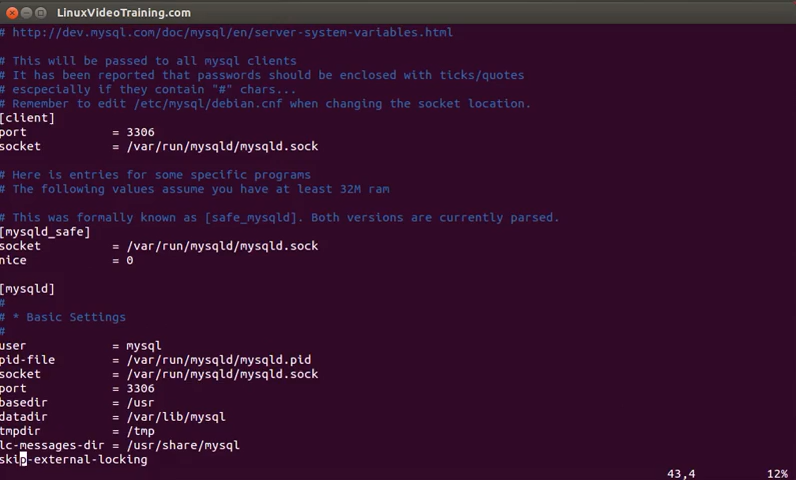 LinuxVideoTraining.com
# http://dev.mysql.com/doc/mysql/en/server-system-variables.html
# This will be passed to all mysql clients
# It has been reported that passwords should be enclosed with ticks/quotes
# escpecially if they contain "#" chars...
# Remember to edit /etc/mysql/debian.cnf when changing the socket location.
[client]
port = 3306
socket = /var/run/mysqld/mysqld.sock
# Here is entries for some specific programs
# The following values assume you have at least 32M ram
# This was formally known as [safe_mysqld]. Both versions are currently parsed.
[mysqld_safe]
socket = /var/run/mysqld/mysqld.sock
nice = 0
[mysqld]
#
# * Basic Settings
#
user = mysql
pid-file = /var/run/mysqld/mysqld.pid
socket = /var/run/mysqld/mysqld.sock
port = 3306
basedir = /usr
datadir = /var/lib/mysql
tmpdir = /tmp
lc-messages-dir = /usr/share/mysql
skip-external-locking
43,4 12%